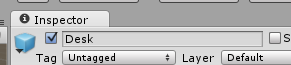 Inspector
Desk S
Tag Untagged Layer Default